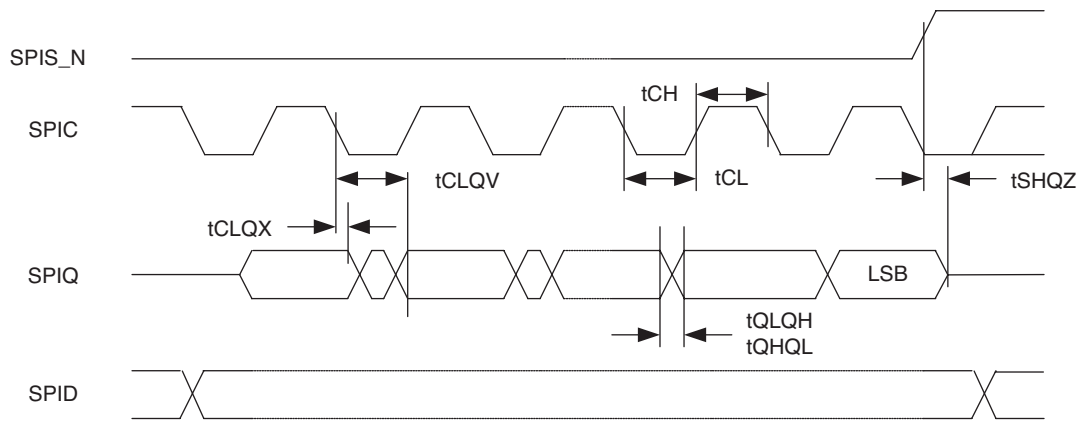 SPIS_N
tCH
SPIC
tCLQV
tCL
tSHQZ
tCLQX
SPIQ
LSB
tQLQH
tQHQL
SPID